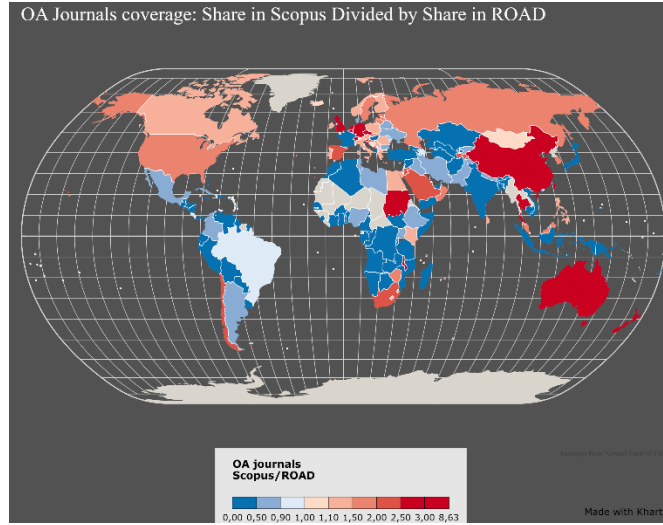 OA Journals coverage: Share in Scopus Divided by Share in ROAD
OA journals
Scopus/ROAD
0,00 0,50 0,90 1,00 1,10 1,50 2,00 2,50 3,00 8,63
Made with Khart